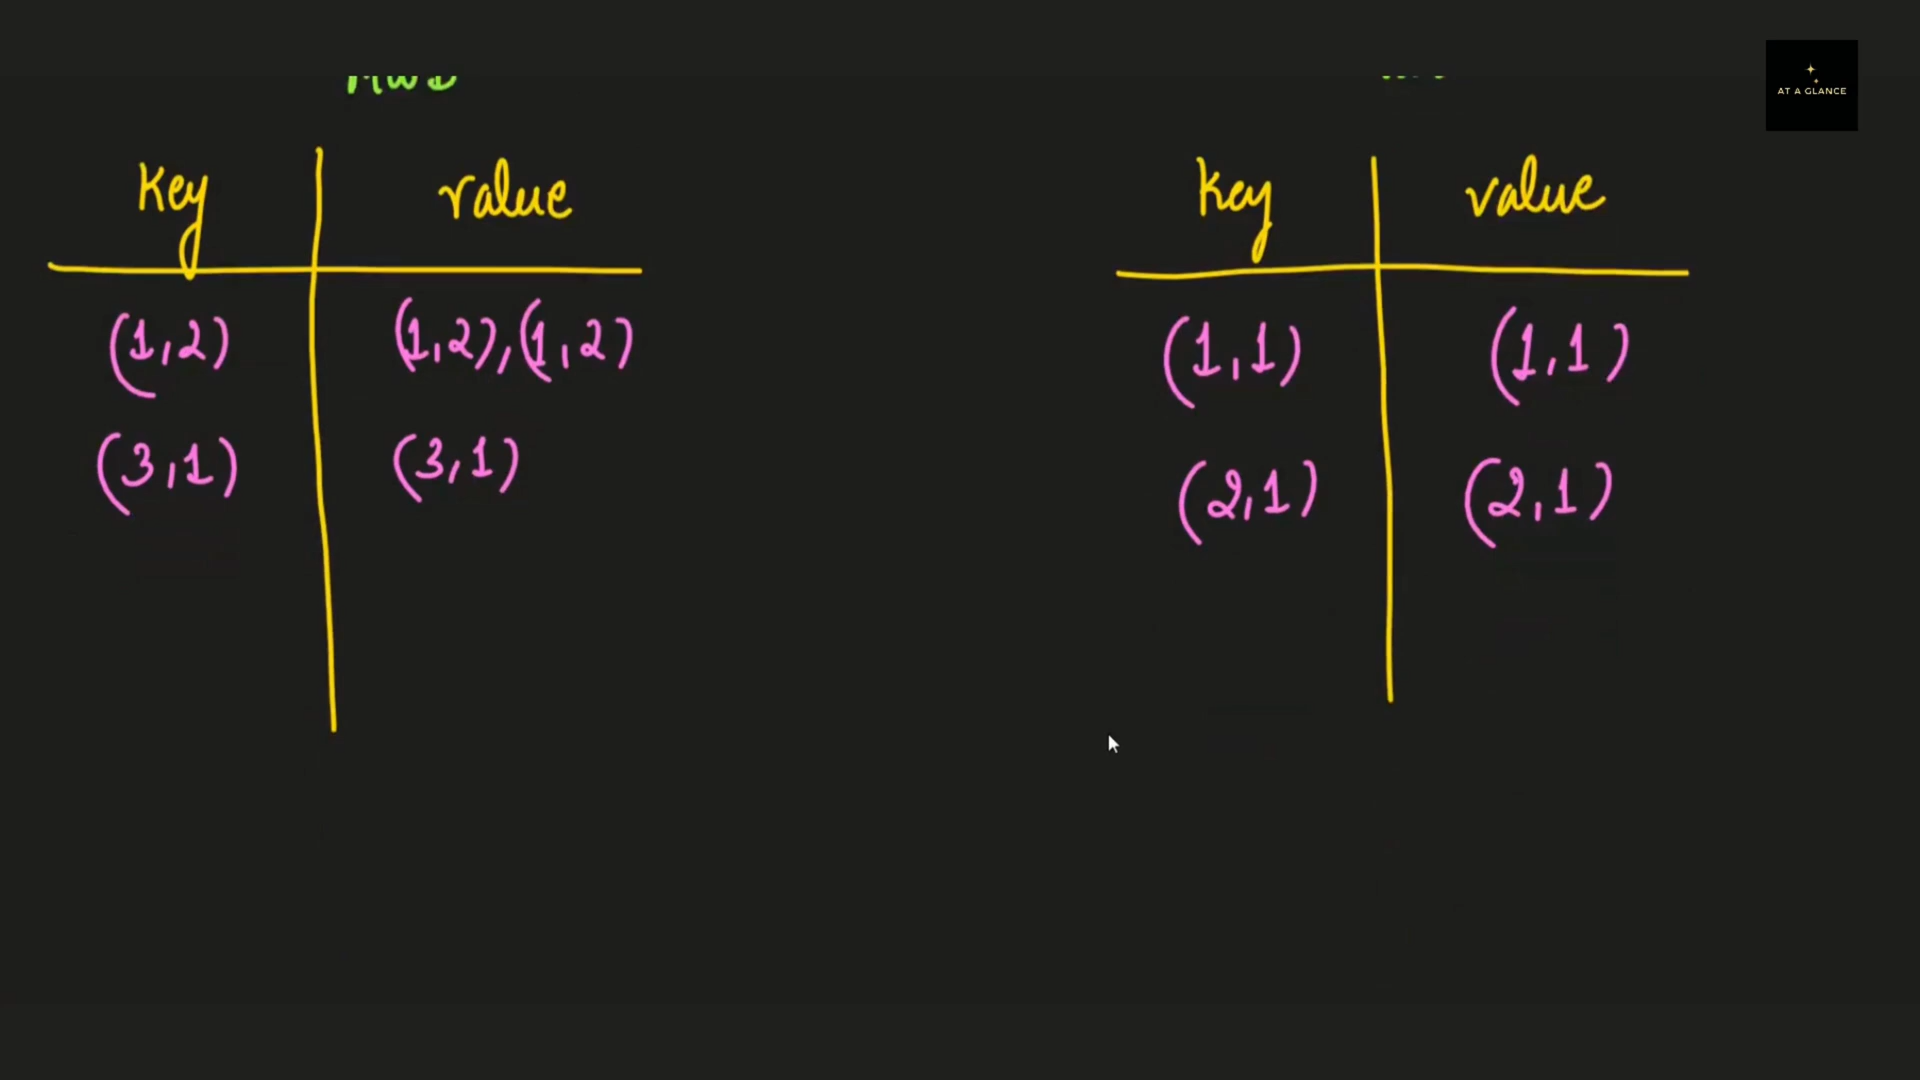 AT A GLANCE
Key value
(1,2) (1,2),(1,2)
(3,1) (3,1)
Key value
(1,1) (1,1)
(2,1) (2,1)